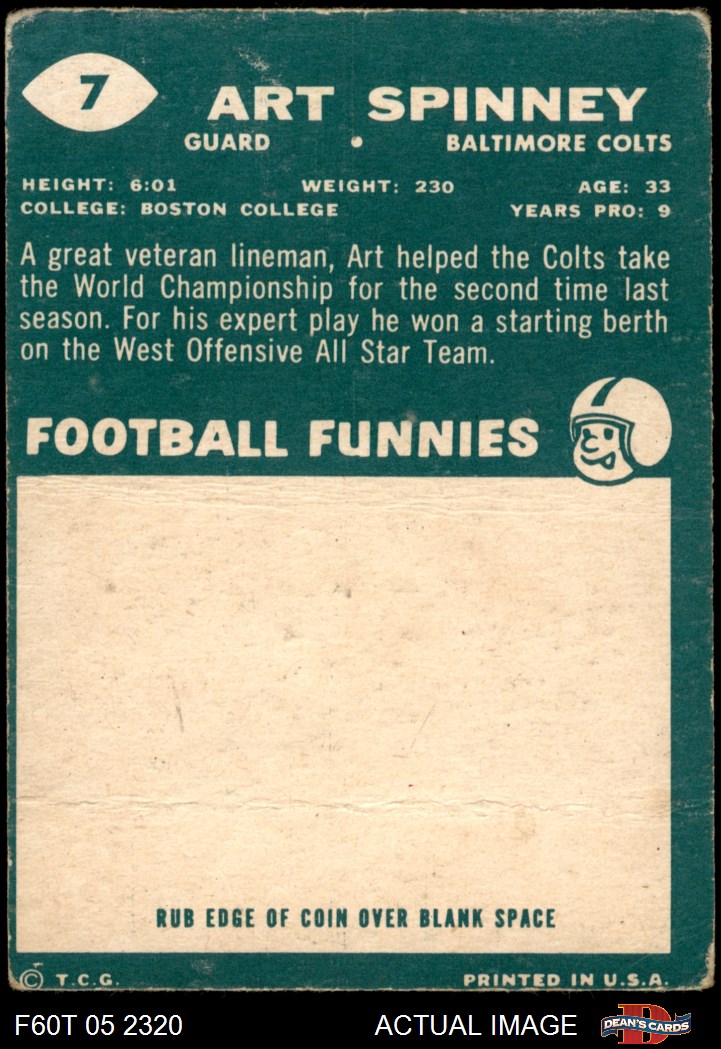 7
ART SPINNEY
GUARD • BALTIMORE COLTS
HEIGHT: 6:01 WEIGHT: 230 AGE: 33
COLLEGE: BOSTON COLLEGE YEARS PRO: 9
A great veteran lineman, Art helped the Colts take
the World Championship for the second time last
season. For his expert play he won a starting berth
on the West Offensive All Star Team.
FOOTBALL FUNNIES
RUB EDGE OF COIN OVER BLANK SPACE
© T.C.G. PRINTED IN U.S.A.
F60T 05 2320 ACTUAL IMAGE D DEAN'S CARDS